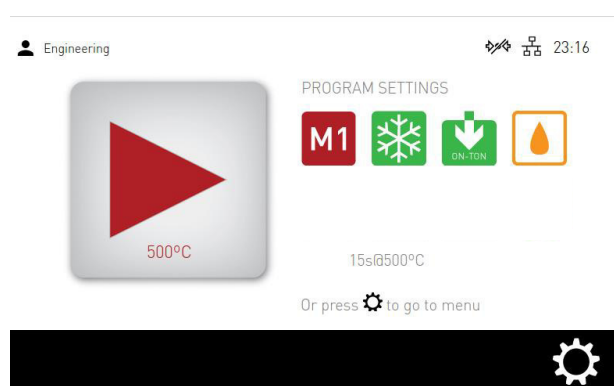 Engineering
23:16
PROGRAM SETTINGS
M1
ON-TON
500ºC
15s@500ºC
Or press to go to menu